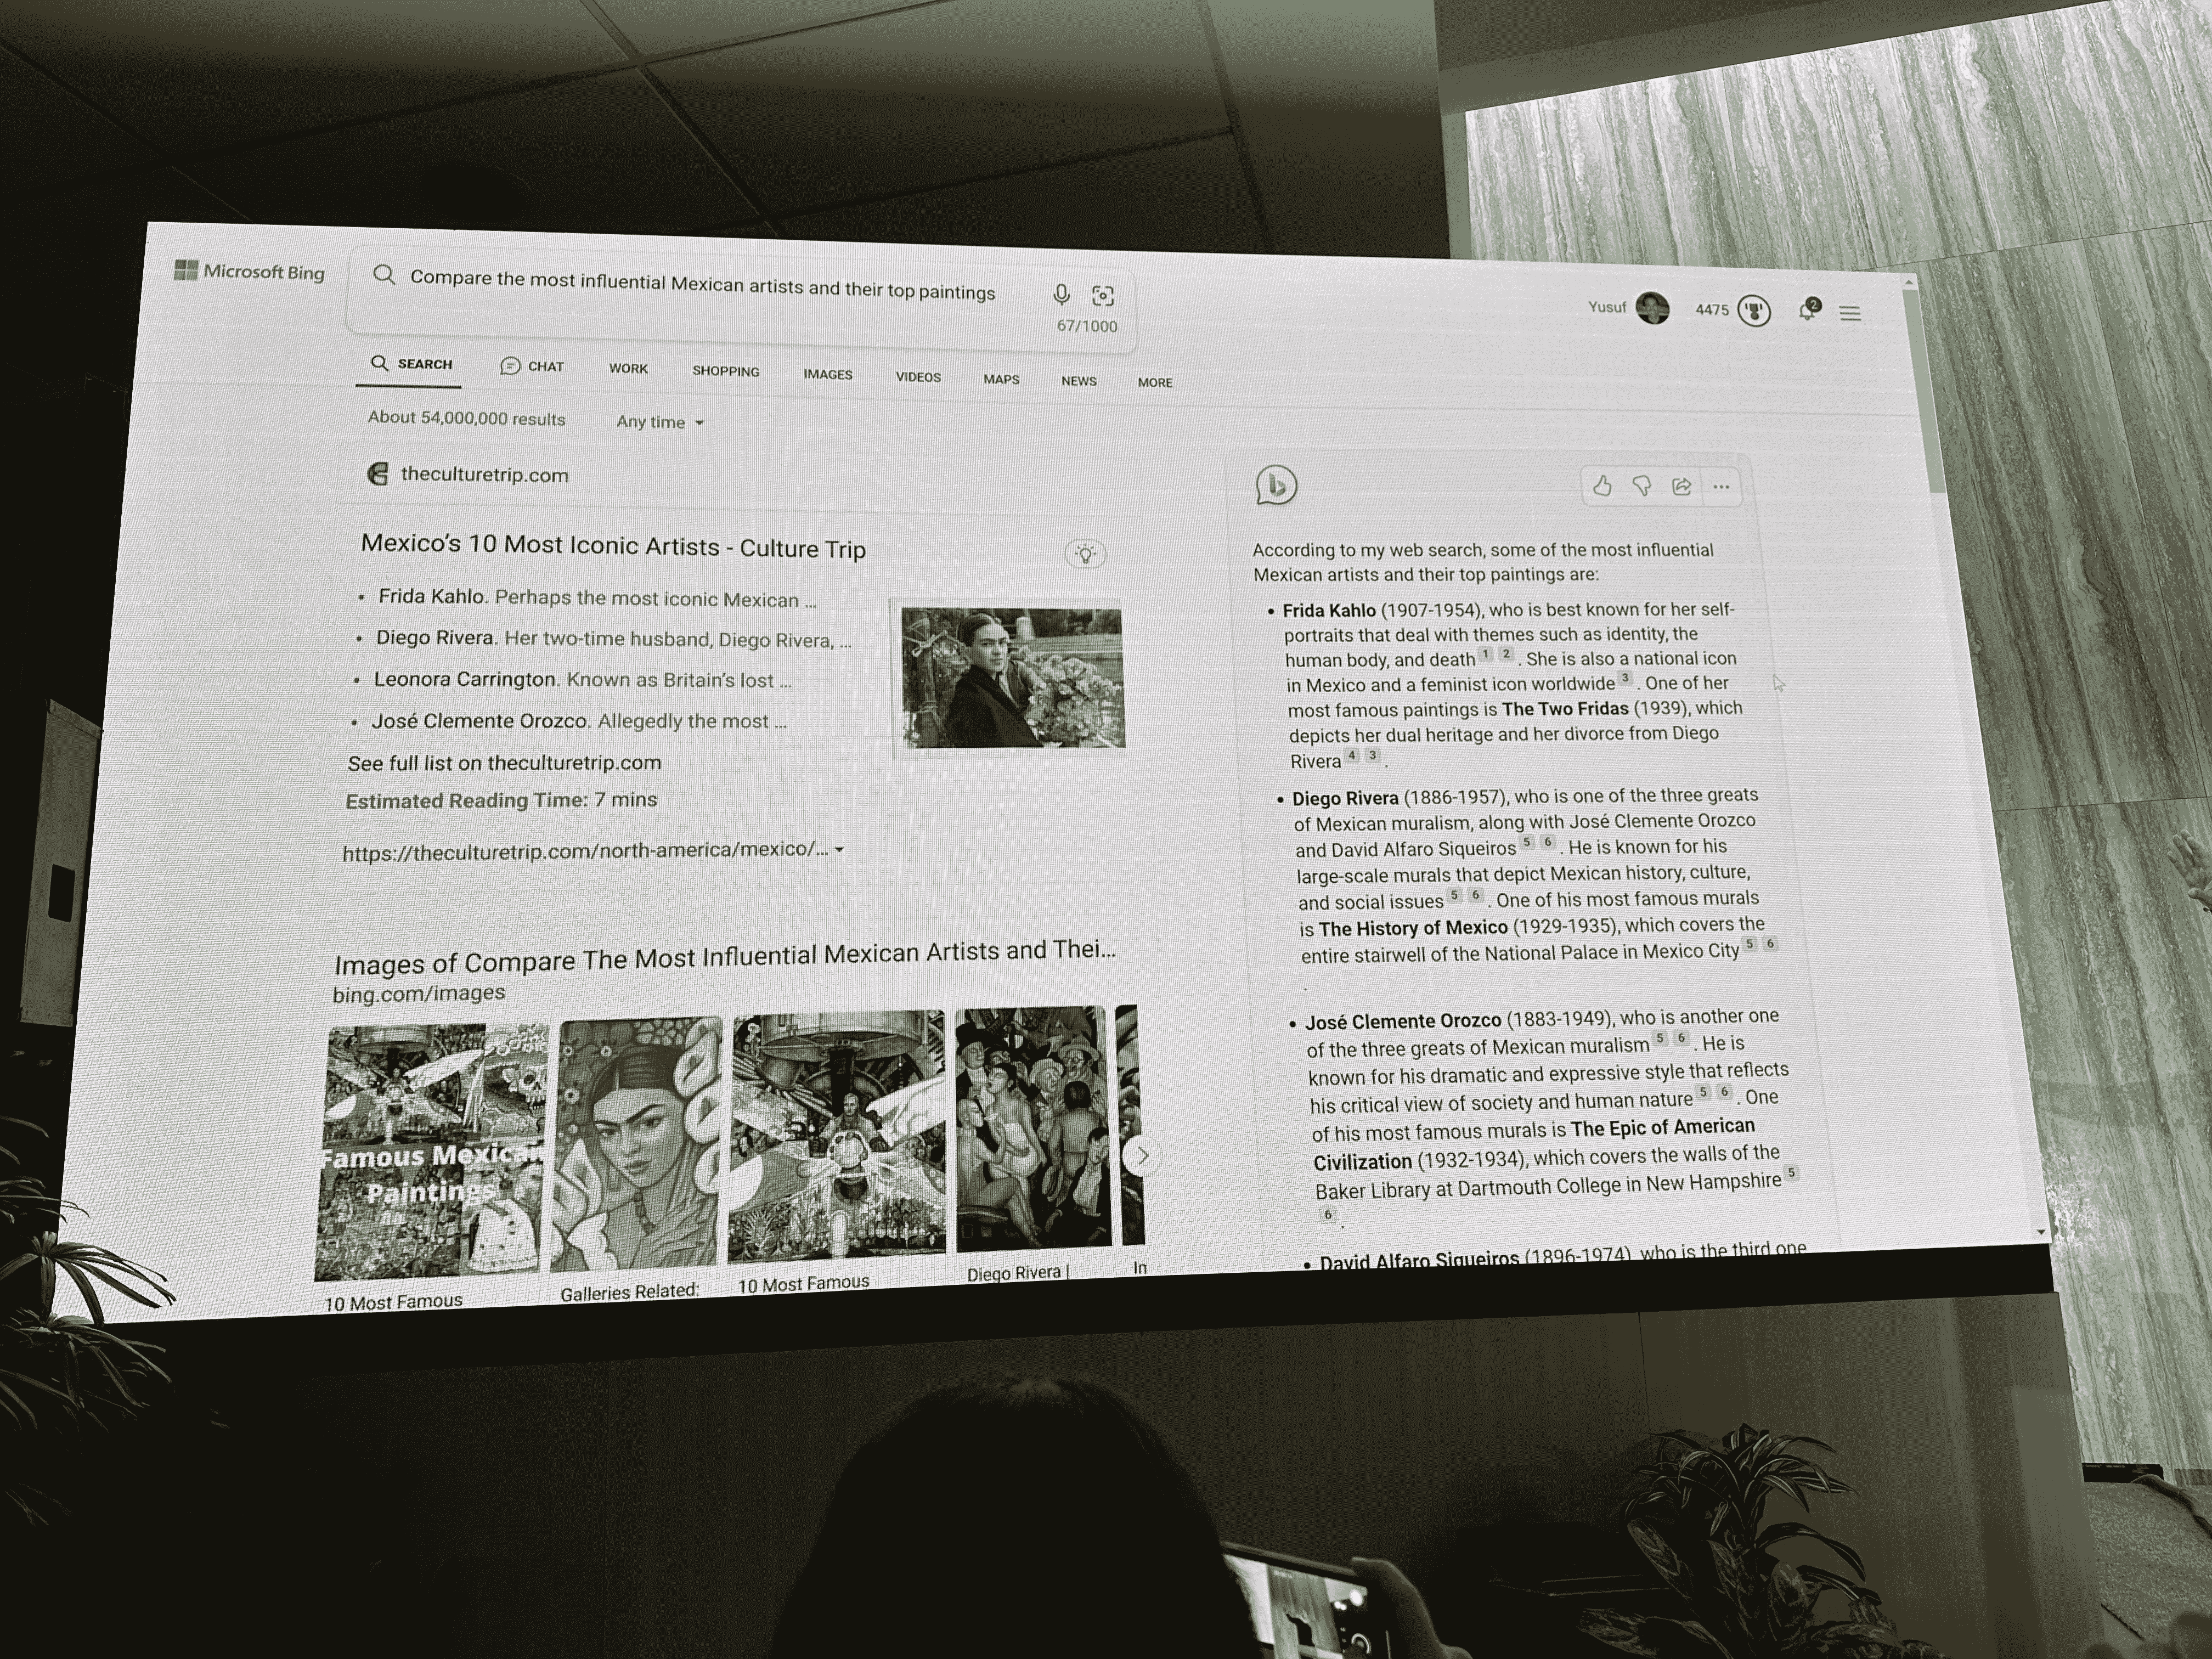 Microsoft Bing
Compare the most influential Mexican artists and their top paintings
67/1000
Yusuf
4475
2
SEARCH
CHAT
WORK
SHOPPING
IMAGES
VIDEOS
MAPS
NEWS
MORE
About 54,000,000 results
Any time
theculturetrip.com
Mexico's 10 Most Iconic Artists - Culture Trip
• Frida Kahlo. Perhaps the most iconic Mexican ...
• Diego Rivera. Her two-time husband, Diego Rivera, ...
• Leonora Carrington. Known as Britain's lost ...
• José Clemente Orozco. Allegedly the most ...
See full list on theculturetrip.com
Estimated Reading Time: 7 mins
https://theculturetrip.com/north-america/mexico/...
Images of Compare The Most Influential Mexican Artists and Thei...
bing.com/images
Famous Mexican
Paintings
10 Most Famous
Galleries Related:
10 Most Famous
Diego Rivera |
In
According to my web search, some of the most influential
Mexican artists and their top paintings are:
• Frida Kahlo (1907-1954), who is best known for her self-
portraits that deal with themes such as identity, the
human body, and death 1 2 . She is also a national icon
in Mexico and a feminist icon worldwide 3 . One of her
most famous paintings is The Two Fridas (1939), which
depicts her dual heritage and her divorce from Diego
Rivera 4 3 .
• Diego Rivera (1886-1957), who is one of the three greats
of Mexican muralism, along with José Clemente Orozco
and David Alfaro Siqueiros 5 6 . He is known for his
large-scale murals that depict Mexican history, culture,
and social issues 5 6 . One of his most famous murals
is The History of Mexico (1929-1935), which covers the
entire stairwell of the National Palace in Mexico City 5 6
.
• José Clemente Orozco (1883-1949), who is another one
of the three greats of Mexican muralism 5 6 . He is
known for his dramatic and expressive style that reflects
his critical view of society and human nature 5 6 . One
of his most famous murals is The Epic of American
Civilization (1932-1934), which covers the walls of the
Baker Library at Dartmouth College in New Hampshire 5
6 .
• David Alfaro Siqueiros (1896-1974), who is the third one